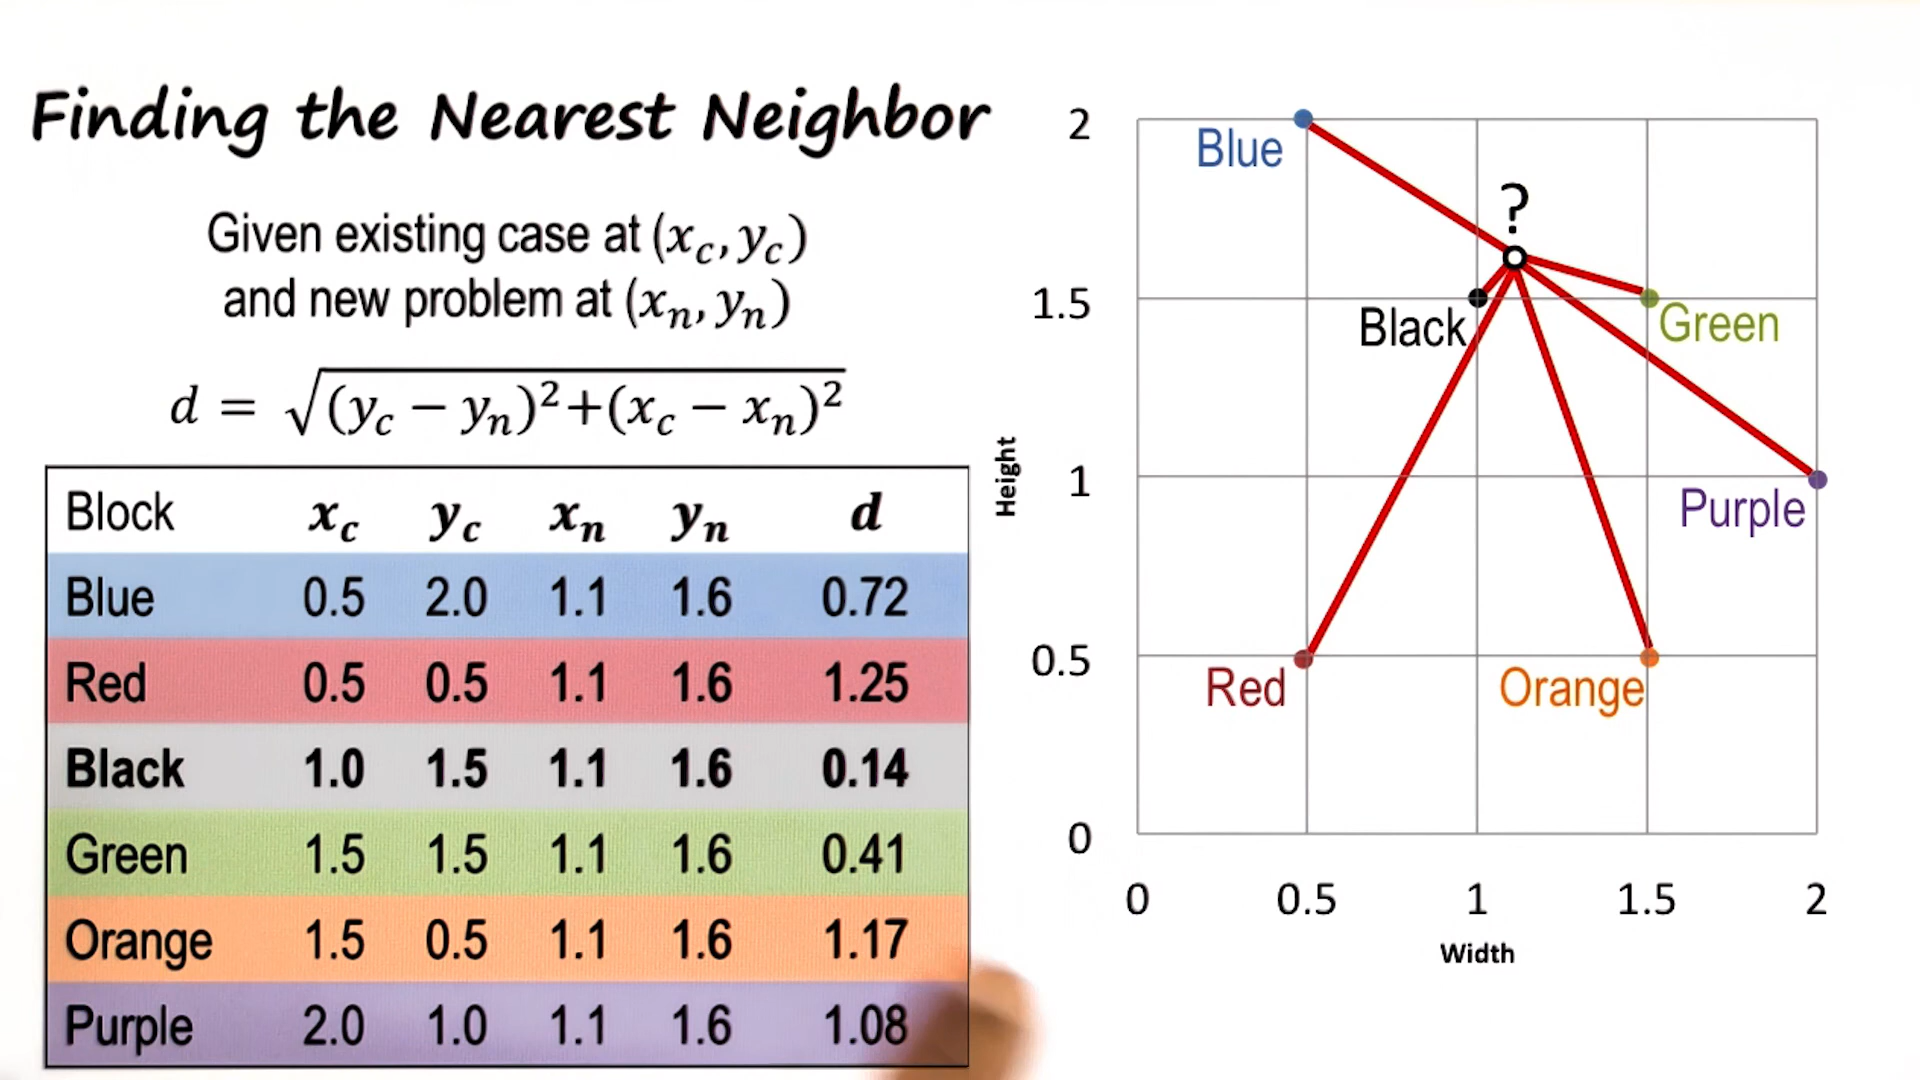 Finding the Nearest Neighbor
Given existing case at (x_c, y_c)
and new problem at (x_n, y_n)
d = √(y_c − y_n)²+(x_c − x_n)²
Block x_c y_c x_n y_n d
Blue 0.5 2.0 1.1 1.6 0.72
Red 0.5 0.5 1.1 1.6 1.25
Black 1.0 1.5 1.1 1.6 0.14
Green 1.5 1.5 1.1 1.6 0.41
Orange 1.5 0.5 1.1 1.6 1.17
Purple 2.0 1.0 1.1 1.6 1.08
2
Blue
?
1.5
Black
Green
Height
1
Purple
0.5
Red
Orange
0
0 0.5 1 1.5 2
Width